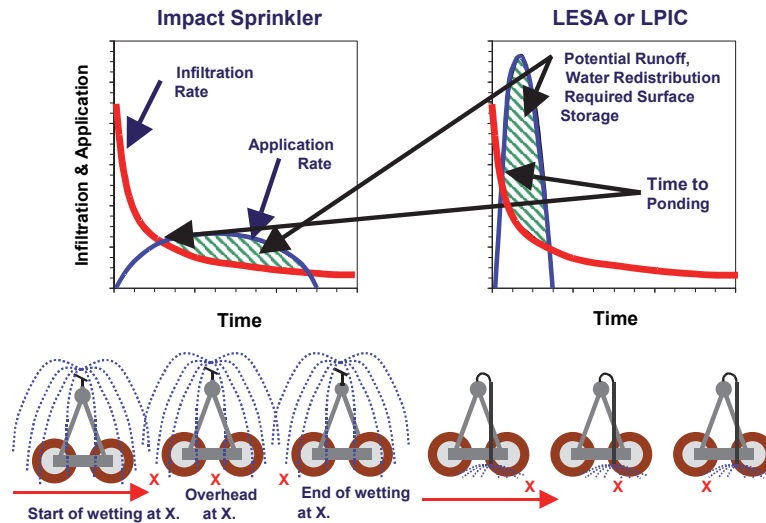 Impact Sprinkler
LESA or LPIC
Infiltration & Application
Infiltration
Rate
Application
Rate
Time
Potential Runoff,
Water Redistribution
Required Surface
Storage
Time to
Ponding
Time
X
X
X
Start of wetting at X.
Overhead
at X.
End of wetting
at X.
X
X
X